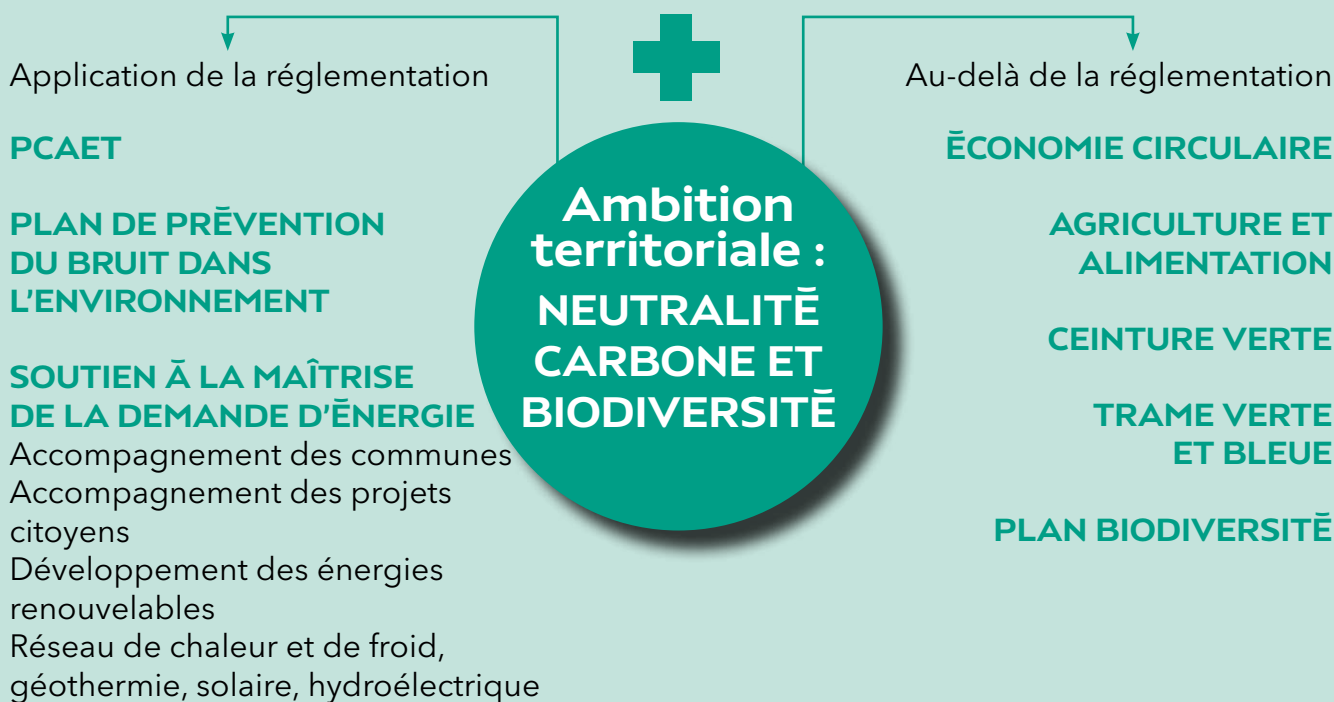 Application de la réglementation
PCAET
PLAN DE PRÉVENTION
DU BRUIT DANS
L'ENVIRONNEMENT
SOUTIEN À LA MAÎTRISE
DE LA DEMANDE D'ÉNERGIE
Accompagnement des communes
Accompagnement des projets
citoyens
Développement des énergies
renouvelables
Réseau de chaleur et de froid,
géothermie, solaire, hydroélectrique
Ambition
territoriale :
NEUTRALITÉ
CARBONE ET
BIODIVERSITÉ
Au-delà de la réglementation
ÉCONOMIE CIRCULAIRE
AGRICULTURE ET
ALIMENTATION
CEINTURE VERTE
TRAME VERTE
ET BLEUE
PLAN BIODIVERSITÉ